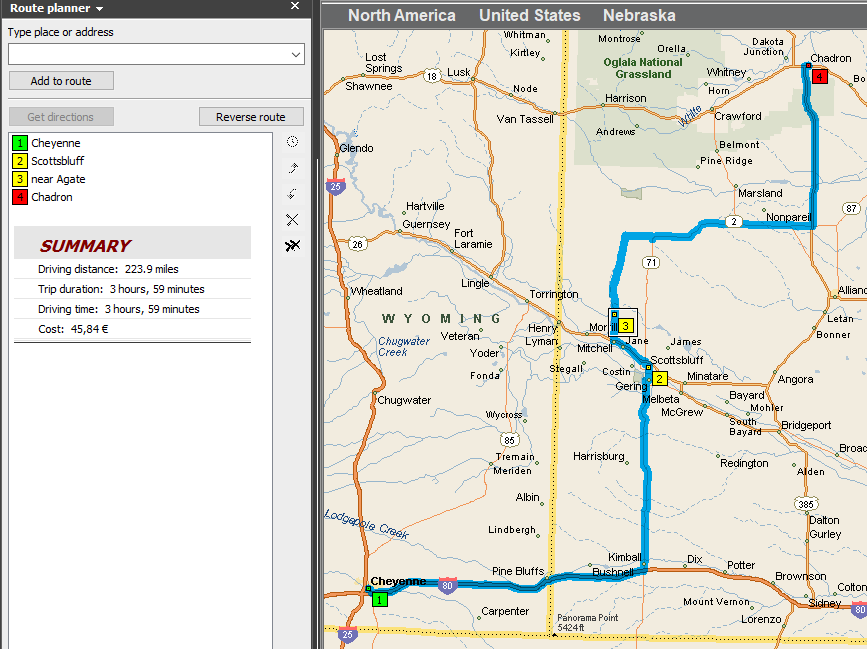 Route planner
Type place or address
Add to route
Get directions
Reverse route
1 Cheyenne
2 Scottsbluff
3 near Agate
4 Chadron
SUMMARY
Driving distance: 223.9 miles
Trip duration: 3 hours, 59 minutes
Driving time: 3 hours, 59 minutes
Cost: 45,84 €
North America United States Nebraska
Whitman
Montrose
Orella
Dakota
Junction
Chadron
Kirtley
Lost
Springs
18
Lusk
Oglala National
Grassland
Whitney
4
Bo
Shawnee
Node
Horn
Harrison
White
Crawford
Van Tassell
Andrews
Belmont
Glendo
Pine Ridge
25
Marsland
Hartville
Nonpareil
87
2
Guernsey
26
Fort
Laramie
71
Lingle
Wheatland
Torrington
Alliand
WYOMING
Henry
Morrill
3
Letan
Veteran
Lyman
Jane
James
Bonner
Chugwater
Creek
Yoder
Mitchell
Scottsbluff
Fonda
Stegall
Costin
2
Minatare
Angora
Gering
Chugwater
Melbeta
Bayard
McGrew
Mohler
Wycross
South
Bayard
Bridgeport
85
Tremain
Harrisburg
Redington
Broad
Meriden
Alden
Albin
385
Lodgepole Creek
Dalton
Lindbergh
Gurley
Kimball
Dix
Pine Bluffs
Bushnell
Potter
Cheyenne
80
Brownson
1
Colton
Mount Vernon
Sidney
80
Carpenter
Panorama Point
5424ft
Lorenzo
25